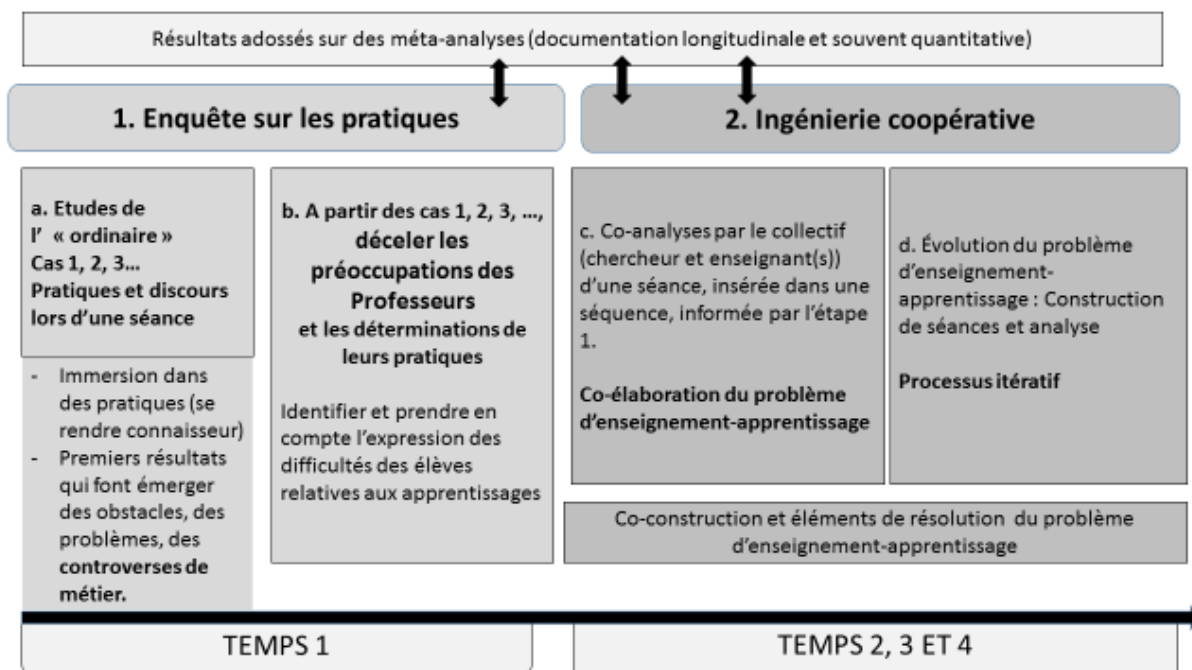 Résultats adossés sur des méta-analyses (documentation longitudinale et souvent quantitative)
1. Enquête sur les pratiques
2. Ingénierie coopérative
a. Etudes de
l’ « ordinaire »
Cas 1, 2, 3...
Pratiques et discours
lors d’une séance
- Immersion dans
des pratiques (se
rendre connaisseur)
- Premiers résultats
qui font émerger
des obstacles, des
problèmes, des
controverses de
métier.
b. A partir des cas 1, 2, 3, ...,
déceler les
préoccupations des
Professeurs
et les déterminations de
leurs pratiques
Identifier et prendre en
compte l’expression des
difficultés des élèves
relatives aux apprentissages
c. Co-analyses par le collectif
(chercheur et enseignant(s))
d’une séance, insérée dans une
séquence, informée par l’étape
1.
Co-élaboration du problème
d’enseignement-apprentissage
d. Évolution du problème
d’enseignement-
apprentissage : Construction
de séances et analyse
Processus itératif
Co-construction et éléments de résolution du problème
d’enseignement-apprentissage
TEMPS 1
TEMPS 2, 3 ET 4